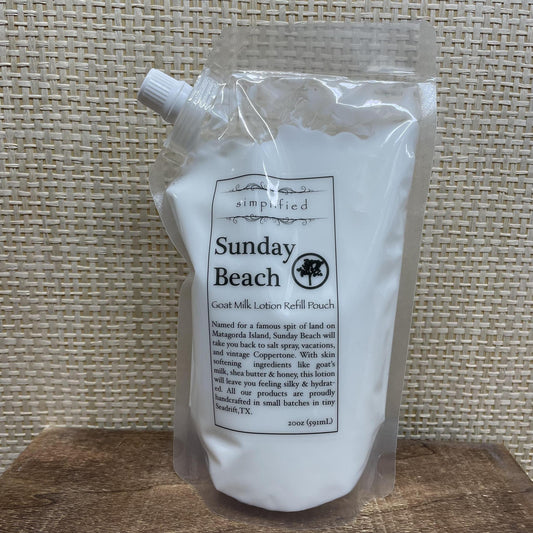 simplified
Sunday
Beach
Goat Milk Lotion Refill Pouch
Named for a famous spit of land on
Matagorda Island, Sunday Beach will
take you back to salt spray, vacations,
and vintage Coppertone. With skin
softening ingredients like goat's
milk, shea butter & honey, this lotion
will leave you feeling silky & hydrat-
ed. All our products are proudly
handcrafted in small batches in tiny
Seadrift,TX.
20oz (591mL)